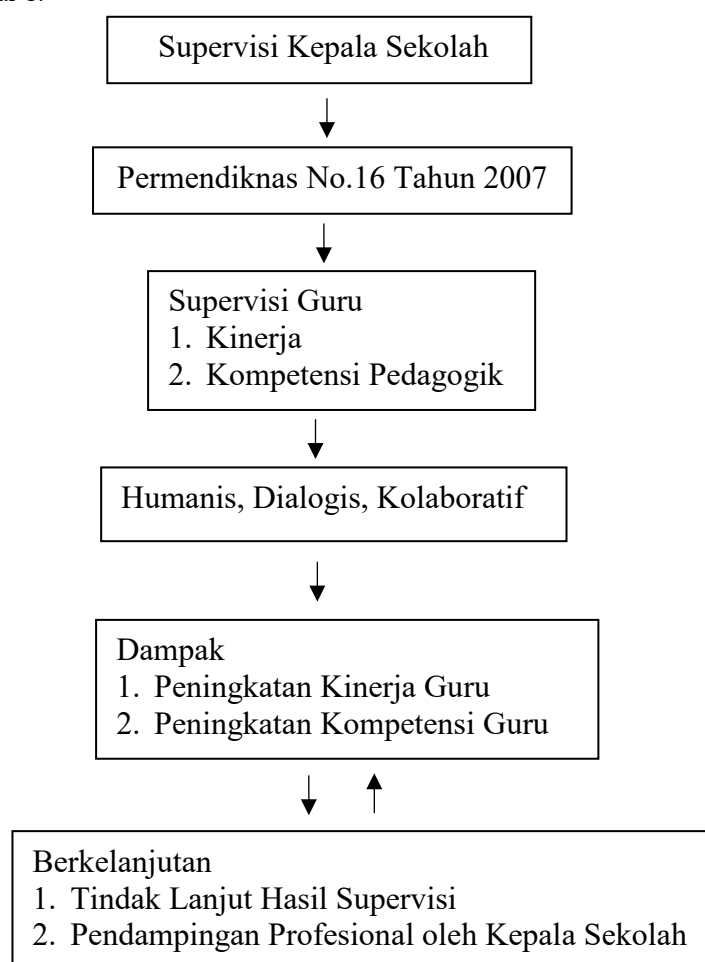 Supervisi Kepala Sekolah
Permendiknas No.16 Tahun 2007
Supervisi Guru
1. Kinerja
2. Kompetensi Pedagogik
Humanis, Dialogis, Kolaboratif
Dampak
1. Peningkatan Kinerja Guru
2. Peningkatan Kompetensi Guru
Berkelanjutan
1. Tindak Lanjut Hasil Supervisi
2. Pendampingan Profesional oleh Kepala Sekolah